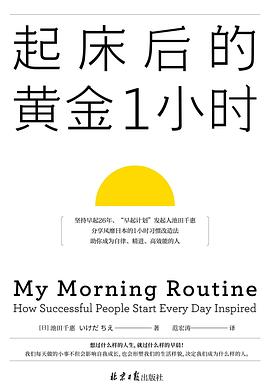 起床后的
黄金1小时
坚持早起26年、“早起计划”发起人池田千惠
分享风靡日本的1小时习惯改造法
助你成为自律、精进、高效能的人
My Morning Routine
How Successful People Start Every Day Inspired
[日]池田千惠 いけだ ちえ 著 范宏涛 译
想过什么样的人生，就过什么样的早晨！
我们每天做的小事不但会影响自我成长，也会形塑我们的生活样貌，决定我们成为什么样的人。
北京日报出版社